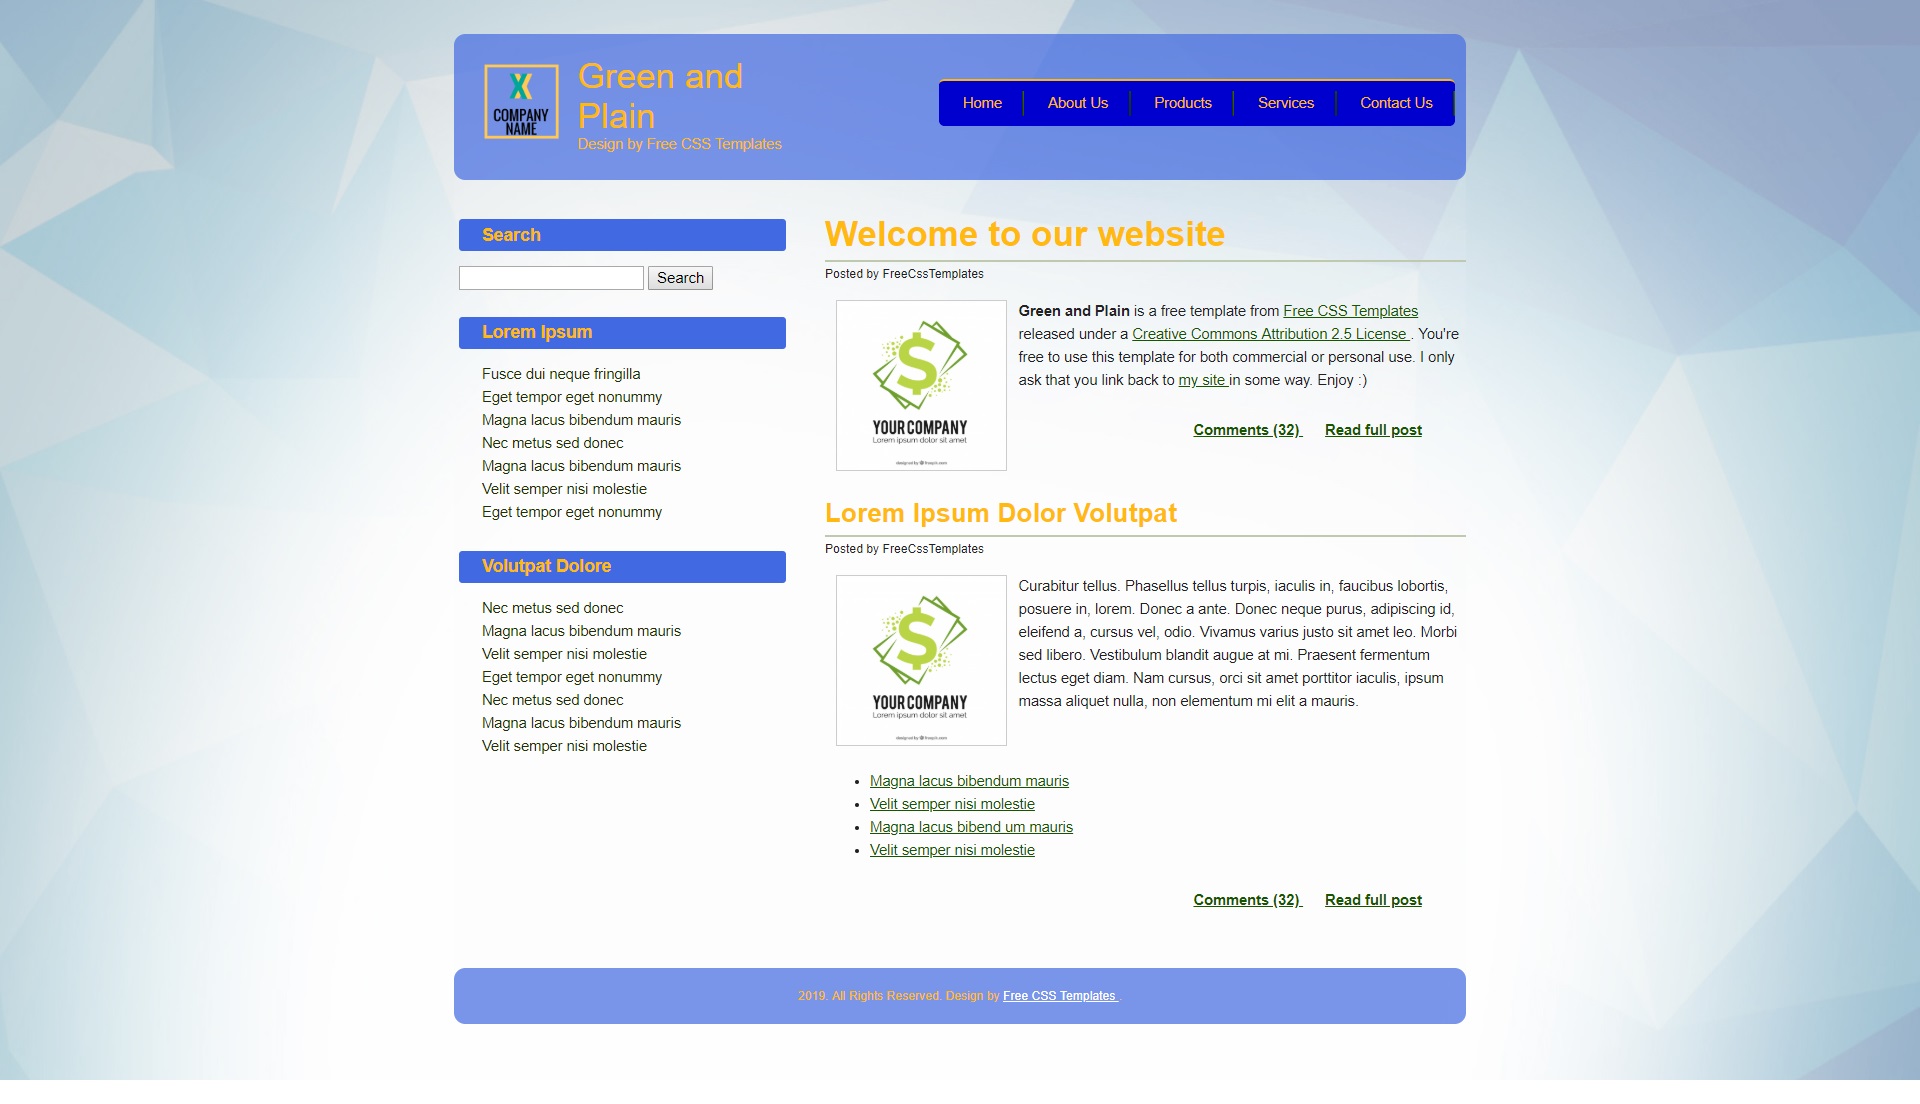 COMPANY
NAME
Green and
Plain
Design by Free CSS Templates
Home
About Us
Products
Services
Contact Us
Search
Search
Lorem Ipsum
Fusce dui neque fringilla
Eget tempor eget nonummy
Magna lacus bibendum mauris
Nec metus sed donec
Magna lacus bibendum mauris
Velit semper nisi molestie
Eget tempor eget nonummy
Volutpat Dolore
Nec metus sed donec
Magna lacus bibendum mauris
Velit semper nisi molestie
Eget tempor eget nonummy
Nec metus sed donec
Magna lacus bibendum mauris
Velit semper nisi molestie
Welcome to our website
Posted by FreeCssTemplates
YOUR COMPANY
Lorem ipsum dolor sit amet
designed by freepik.com
Green and Plain is a free template from Free CSS Templates
released under a Creative Commons Attribution 2.5 License . You're
free to use this template for both commercial or personal use. I only
ask that you link back to my site in some way. Enjoy :)
Comments (32) Read full post
Lorem Ipsum Dolor Volutpat
Posted by FreeCssTemplates
YOUR COMPANY
Lorem ipsum dolor sit amet
designed by freepik.com
Curabitur tellus. Phasellus tellus turpis, iaculis in, faucibus lobortis,
posuere in, lorem. Donec a ante. Donec neque purus, adipiscing id,
eleifend a, cursus vel, odio. Vivamus varius justo sit amet leo. Morbi
sed libero. Vestibulum blandit augue at mi. Praesent fermentum
lectus eget diam. Nam cursus, orci sit amet porttitor iaculis, ipsum
massa aliquet nulla, non elementum mi elit a mauris.
• Magna lacus bibendum mauris
• Velit semper nisi molestie
• Magna lacus bibend um mauris
• Velit semper nisi molestie
Comments (32) Read full post
2019. All Rights Reserved. Design by Free CSS Templates .